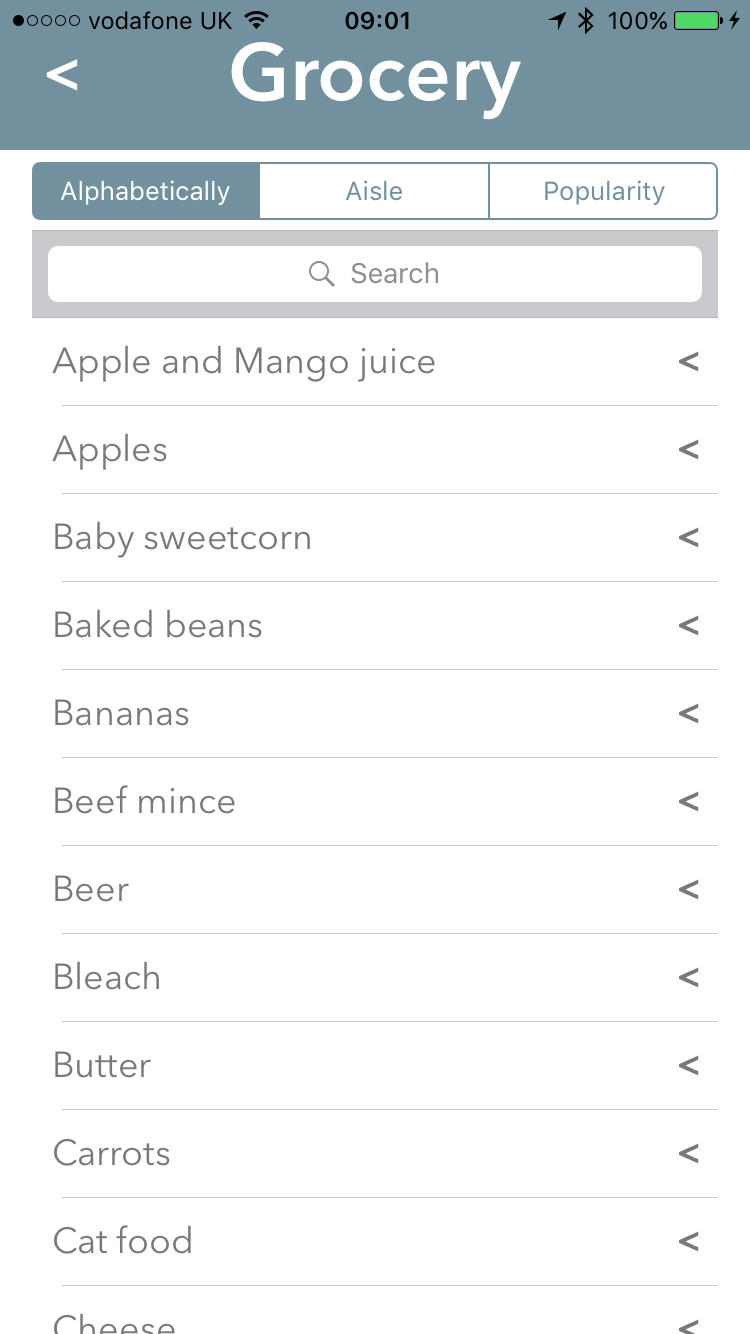 vodafone UK 09:01 100%
< Grocery
Alphabetically Aisle Popularity
Search
Apple and Mango juice <
Apples <
Baby sweetcorn <
Baked beans <
Bananas <
Beef mince <
Beer <
Bleach <
Butter <
Carrots <
Cat food <
Cheese <